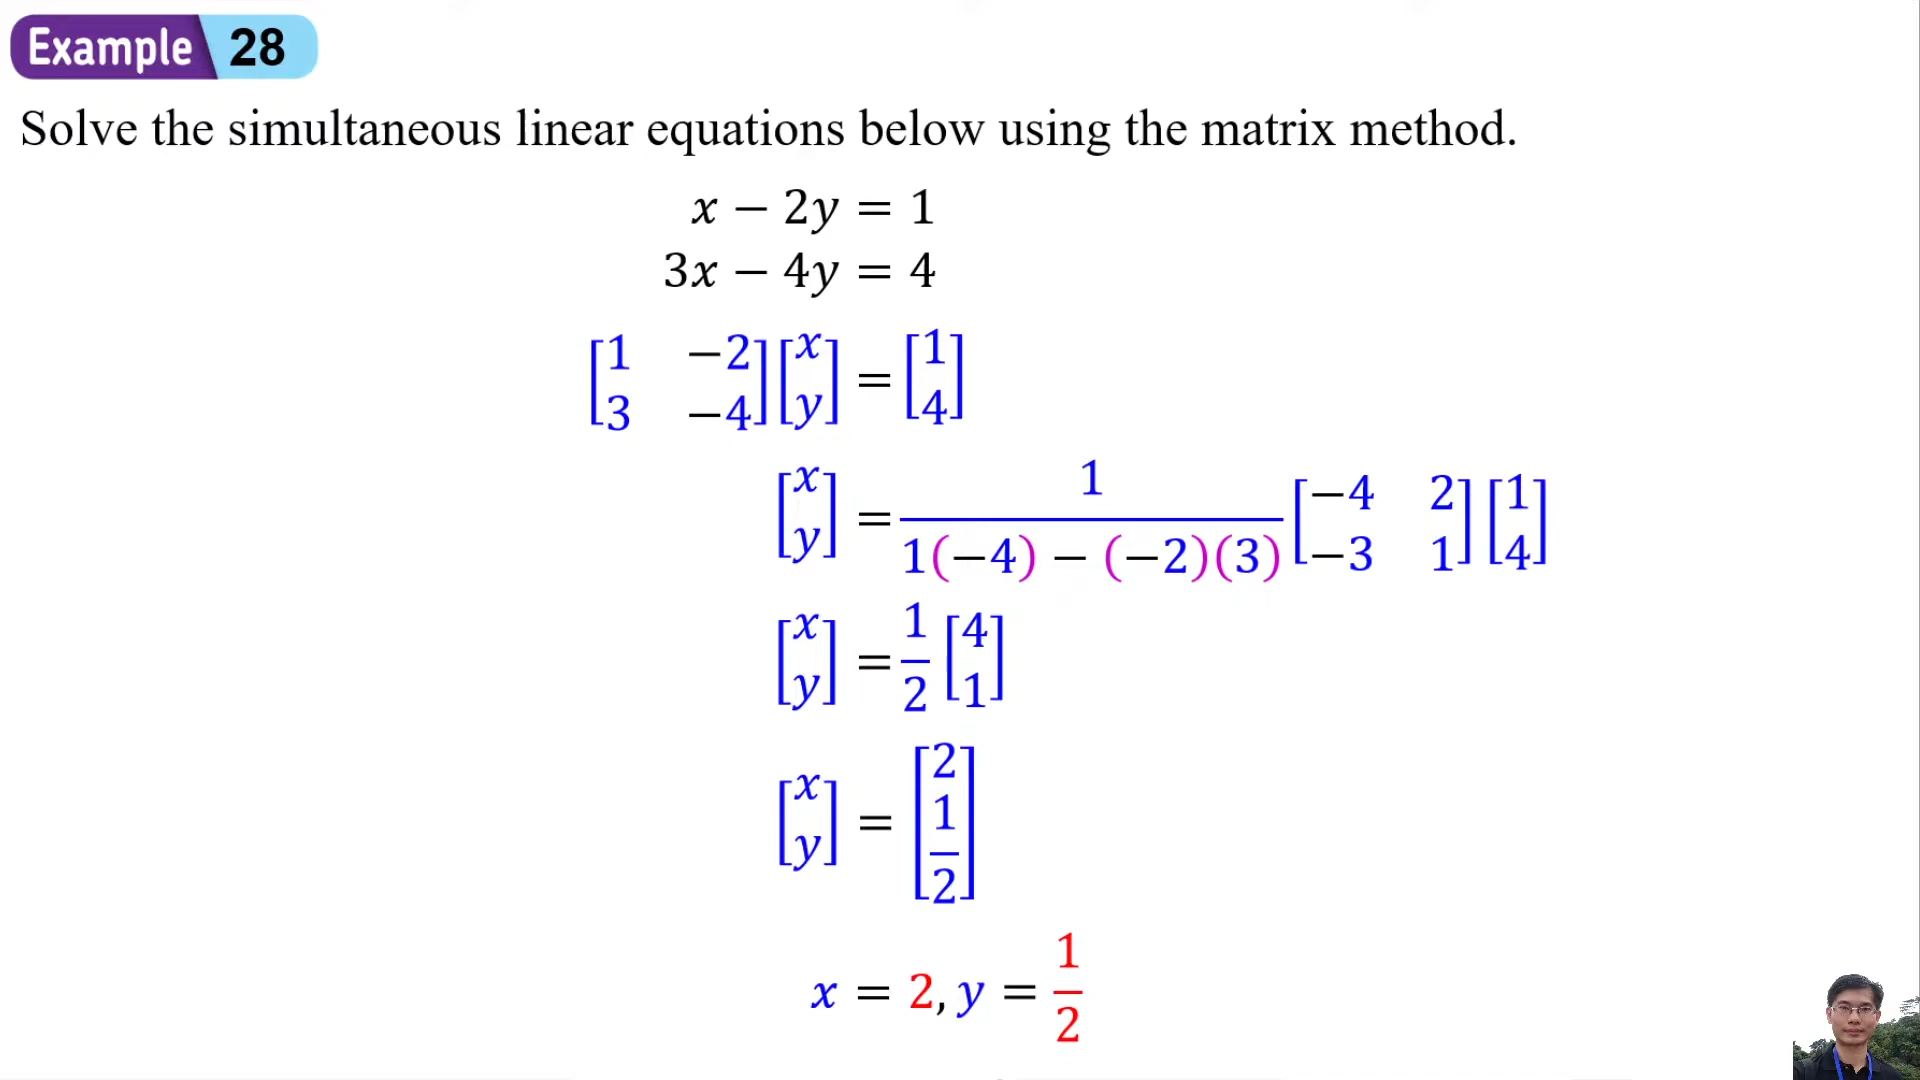 Example 28
Solve the simultaneous linear equations below using the matrix method.
x − 2y = 1
3x − 4y = 4
[1 −2; 3 −4] [x; y] = [1; 4]
[x; y] = 1/(1(−4) − (−2)(3)) [−4 2; −3 1] [1; 4]
[x; y] = 1/2 [4; 1]
[x; y] = [2; 1/2]
x = 2, y = 1/2